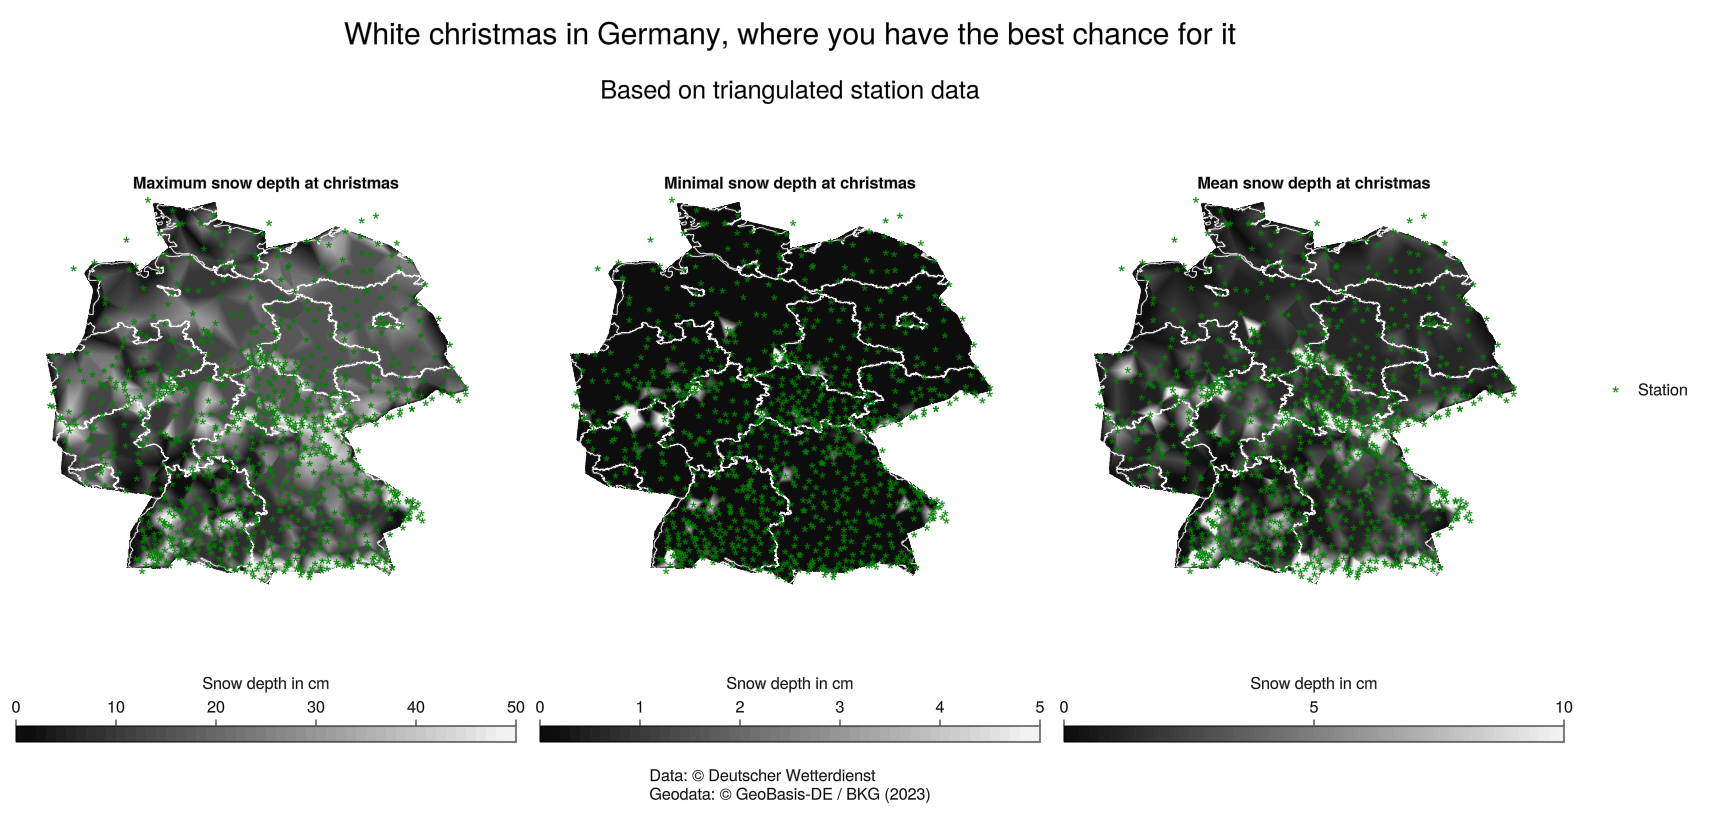 White christmas in Germany, where you have the best chance for it
Based on triangulated station data
Maximum snow depth at christmas
Minimal snow depth at christmas
Mean snow depth at christmas
Station
Snow depth in cm
Snow depth in cm
Snow depth in cm
0 10 20 30 40 50
0 1 2 3 4 5
0 5 10
Data: © Deutscher Wetterdienst
Geodata: © GeoBasis-DE / BKG (2023)